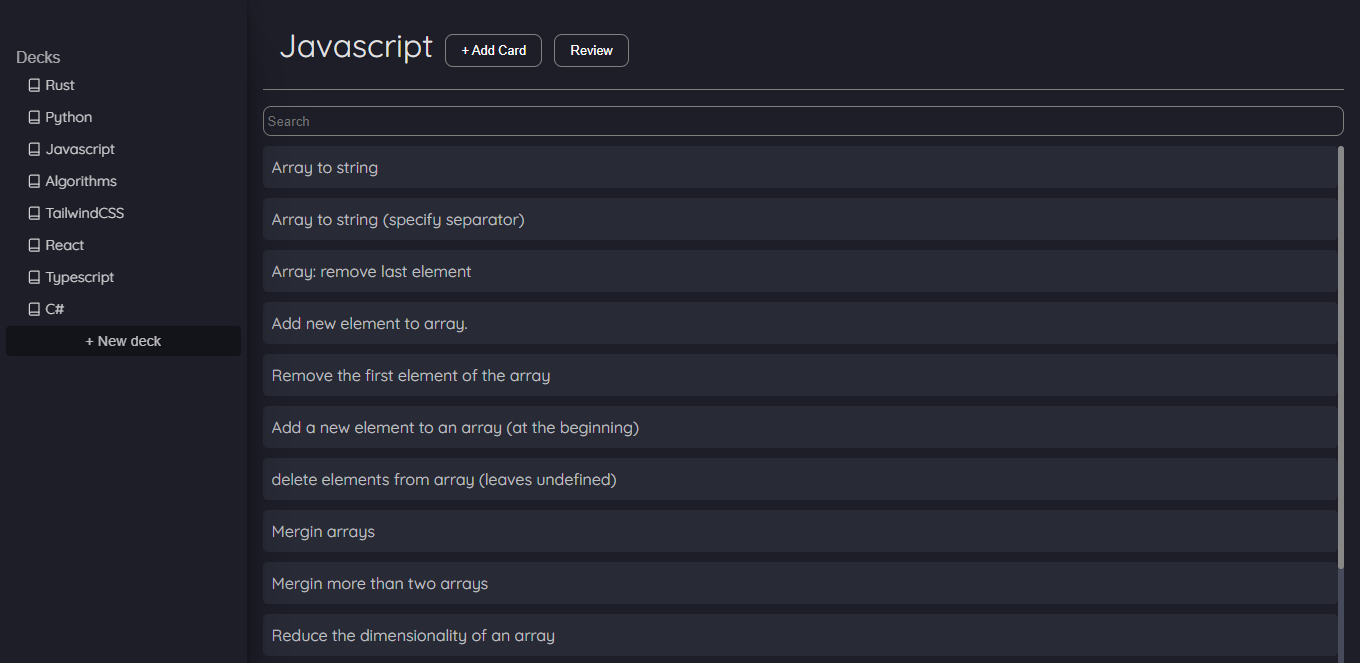 Decks
Rust
Python
Javascript
Algorithms
TailwindCSS
React
Typescript
C#
+ New deck
Javascript
+ Add Card
Review
Search
Array to string
Array to string (specify separator)
Array: remove last element
Add new element to array.
Remove the first element of the array
Add a new element to an array (at the beginning)
delete elements from array (leaves undefined)
Mergin arrays
Mergin more than two arrays
Reduce the dimensionality of an array